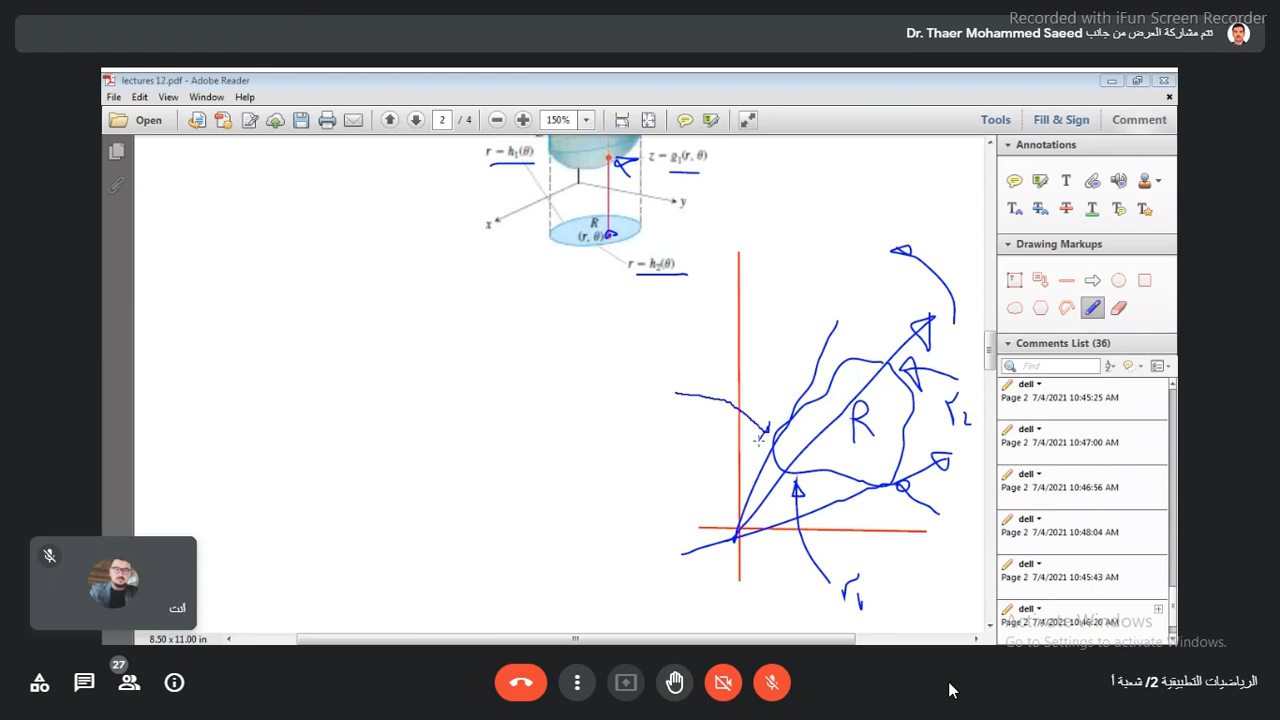 Recorded with iFun Screen Recorder
تتم مشاركة العرض من جانب Dr. Thaer Mohammed Saeed
lectures 12.pdf - Adobe Reader
File Edit View Window Help
Open 2 / 4 150% Tools Fill & Sign Comment
r = h₁(θ)
z = g₁(r, θ)
x
y
R
(r, θ)
r = h₂(θ)
R
r₂
r₁
Annotations
Drawing Markups
Comments List (36)
Find
dell
Page 2 7/4/2021 10:45:25 AM
dell
Page 2 7/4/2021 10:47:00 AM
dell
Page 2 7/4/2021 10:46:56 AM
dell
Page 2 7/4/2021 10:48:04 AM
dell
Page 2 7/4/2021 10:45:43 AM
dell
Page 2 7/4/2021 10:46:20 AM
Activate Windows
Go to Settings to activate Windows.
أنت
8.50 x 11.00 in
27
الرياضيات التطبيقية 2/ شعبة أ